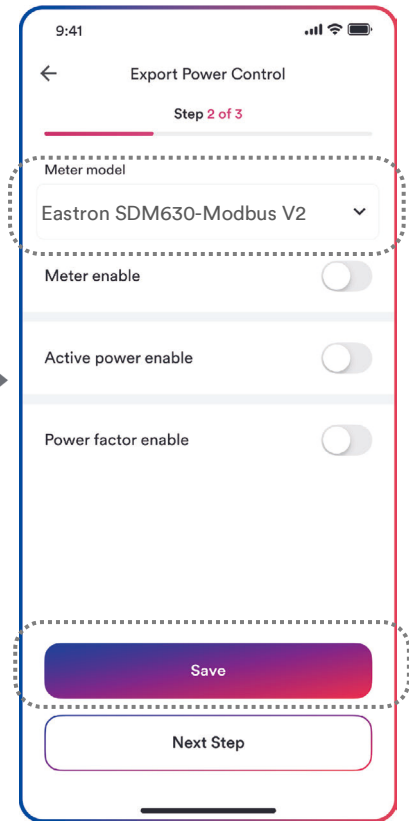 9:41
Export Power Control
Step 2 of 3
Meter model
Eastron SDM630-Modbus V2
Meter enable
Active power enable
Power factor enable
Save
Next Step